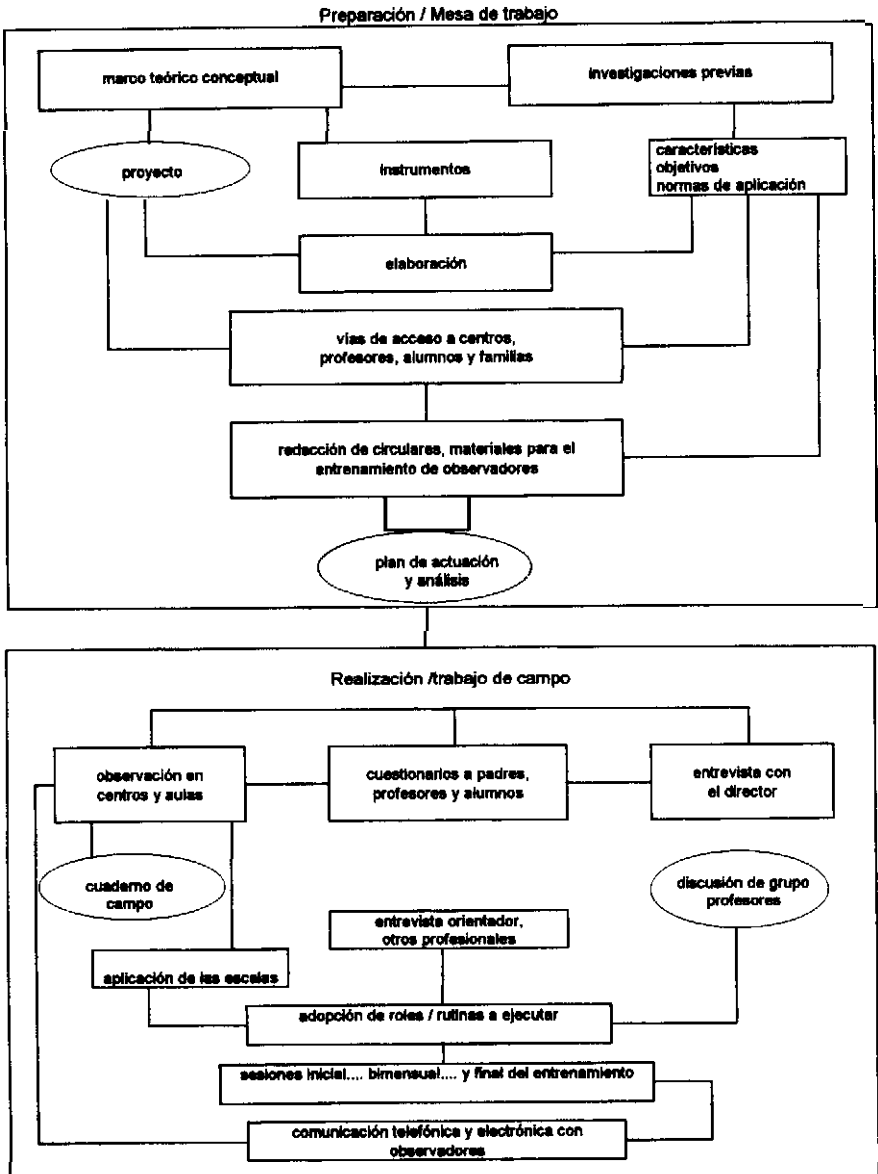 Preparación / Mesa de trabajo
marco teórico conceptual
investigaciones previas
proyecto
instrumentos
características
objetivos
normas de aplicación
elaboración
vías de acceso a centros,
profesores, alumnos y familias
redacción de circulares, materiales para el
entrenamiento de observadores
plan de actuación
y análisis
Realización /trabajo de campo
observación en
centros y aulas
cuestionarios a padres,
profesores y alumnos
entrevista con
el director
cuaderno de
campo
discusión de grupo
profesores
entrevista orientador,
otros profesionales
aplicación de las escalas
adopción de roles / rutinas a ejecutar
sesiones inicial.... bimensual.... y final del entrenamiento
comunicación telefónica y electrónica con
observadores